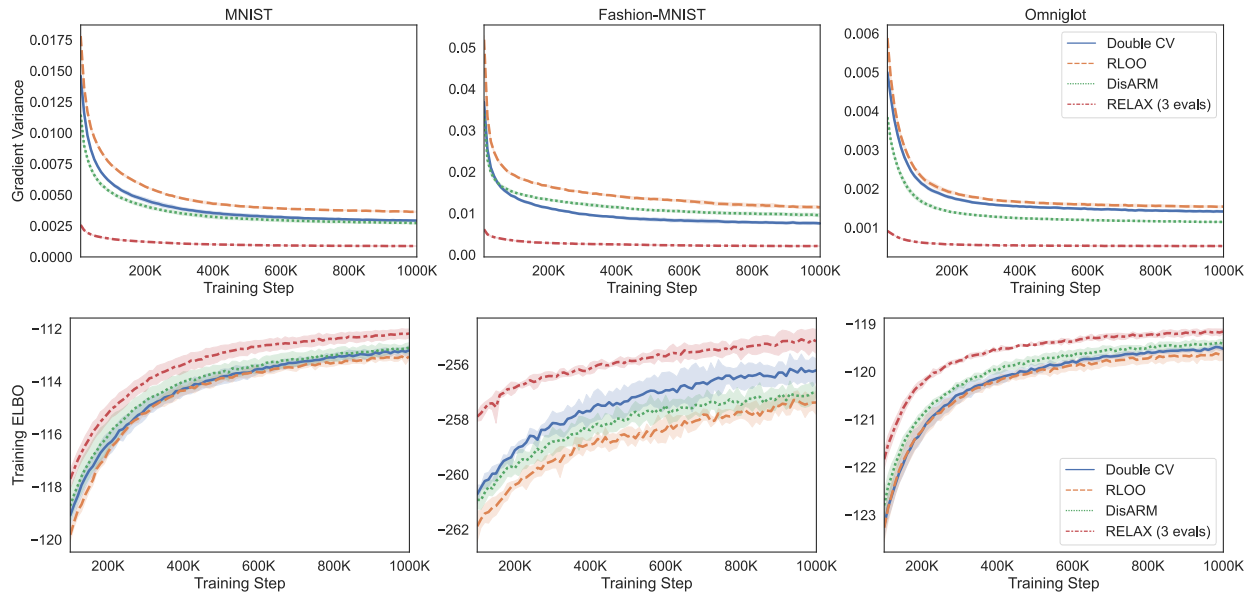 MNIST
Fashion-MNIST
Omniglot
Gradient Variance
0.0175
0.0150
0.0125
0.0100
0.0075
0.0050
0.0025
0.0000
200K 400K 600K 800K 1000K
Training Step
0.05
0.04
0.03
0.02
0.01
0.00
200K 400K 600K 800K 1000K
Training Step
0.006
0.005
0.004
0.003
0.002
0.001
200K 400K 600K 800K 1000K
Training Step
Double CV
RLOO
DisARM
RELAX (3 evals)
Training ELBO
−112
−114
−116
−118
−120
200K 400K 600K 800K 1000K
Training Step
−256
−258
−260
−262
200K 400K 600K 800K 1000K
Training Step
−119
−120
−121
−122
−123
200K 400K 600K 800K 1000K
Training Step
Double CV
RLOO
DisARM
RELAX (3 evals)